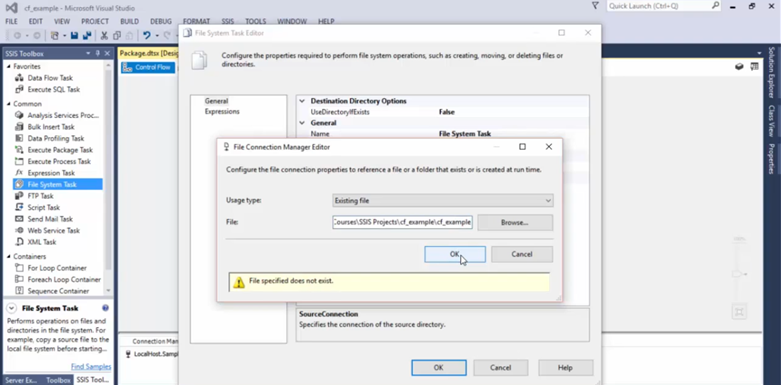 cf_example - Microsoft Visual Studio
Quick Launch (Ctrl+Q)
FILE EDIT VIEW PROJECT BUILD DEBUG FORMAT SSIS TOOLS WINDOW HELP
SSIS Toolbox
Favorites
Data Flow Task
Execute SQL Task
Common
Analysis Services Proc...
Bulk Insert Task
Data Profiling Task
Execute Package Task
Execute Process Task
Expression Task
File System Task
FTP Task
Script Task
Send Mail Task
Web Service Task
XML Task
Containers
For Loop Container
Foreach Loop Container
Sequence Container
File System Task
Performs operations on files and
directories in the file system. For
example, copy a source file to the
local file system before starting...
Find Samples
Server Ex... Toolbox SSIS Tool...
Package.dtsx [Desig
Control Flow
Connection Man
LocalHost.Sampl
File System Task Editor
Configure the properties required to perform file system operations, such as creating, moving, or deleting files or
directories.
General
Expressions
Destination Directory Options
UseDirectoryIfExists False
General
Name File System Task
File Connection Manager Editor
Configure the file connection properties to reference a file or a folder that exists or is created at run time.
Usage type: Existing file
File: Courses\SSIS Projects\cf_example\cf_example Browse...
OK Cancel
File specified does not exist.
SourceConnection
Specifies the connection of the source directory.
OK Cancel Help
Solution Explorer
Class View
Properties